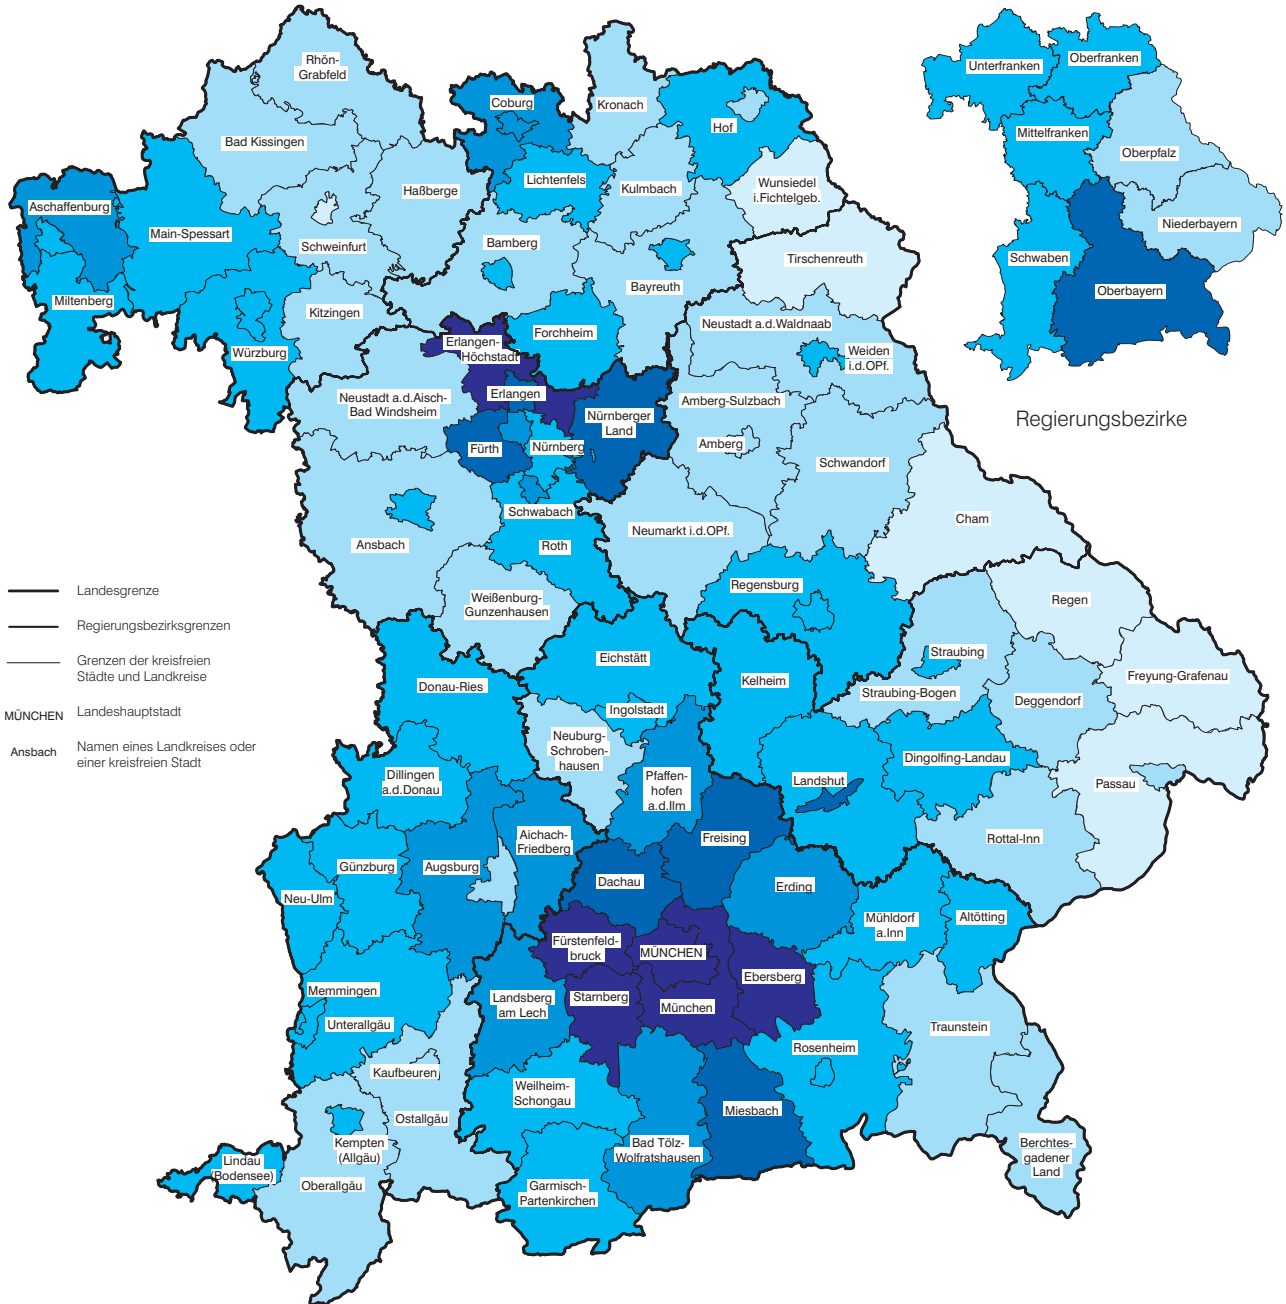 Rhön-
Grabfeld
Bad Kissingen
Coburg
Kronach
Hof
Lichtenfels
Kulmbach
Wunsiedel
i.Fichtelgeb.
Haßberge
Aschaffenburg
Main-Spessart
Schweinfurt
Bamberg
Tirschenreuth
Miltenberg
Bayreuth
Kitzingen
Würzburg
Erlangen-
Höchstadt
Forchheim
Neustadt a.d.Waldnaab
Weiden
i.d.OPf.
Neustadt a.d.Aisch-
Bad Windsheim
Erlangen
Nürnberger
Land
Amberg-Sulzbach
Amberg
Fürth
Nürnberg
Schwandorf
Schwabach
Ansbach
Roth
Neumarkt i.d.OPf.
Cham
Weißenburg-
Gunzenhausen
Regensburg
Regen
Eichstätt
Straubing
Donau-Ries
Kelheim
Straubing-Bogen
Deggendorf
Freyung-Grafenau
Ingolstadt
Neuburg-
Schroben-
hausen
Dillingen
a.d.Donau
Pfaffen-
hofen
a.d.Ilm
Landshut
Dingolfing-Landau
Passau
Aichach-
Friedberg
Freising
Rottal-Inn
Günzburg
Augsburg
Dachau
Erding
Neu-Ulm
Mühldorf
a.Inn
Altötting
Fürstenfeld-
bruck
MÜNCHEN
Ebersberg
Memmingen
Landsberg
am Lech
Starnberg
München
Unterallgäu
Traunstein
Rosenheim
Kaufbeuren
Weilheim-
Schongau
Ostallgäu
Miesbach
Kempten
(Allgäu)
Bad Tölz-
Wolfratshausen
Berchtes-
gadener
Land
Lindau
(Bodensee)
Oberallgäu
Garmisch-
Partenkirchen
Unterfranken
Oberfranken
Mittelfranken
Oberpfalz
Niederbayern
Schwaben
Oberbayern
Regierungsbezirke
Landesgrenze
Regierungsbezirksgrenzen
Grenzen der kreisfreien
Städte und Landkreise
MÜNCHEN Landeshauptstadt
Ansbach Namen eines Landkreises oder
einer kreisfreien Stadt